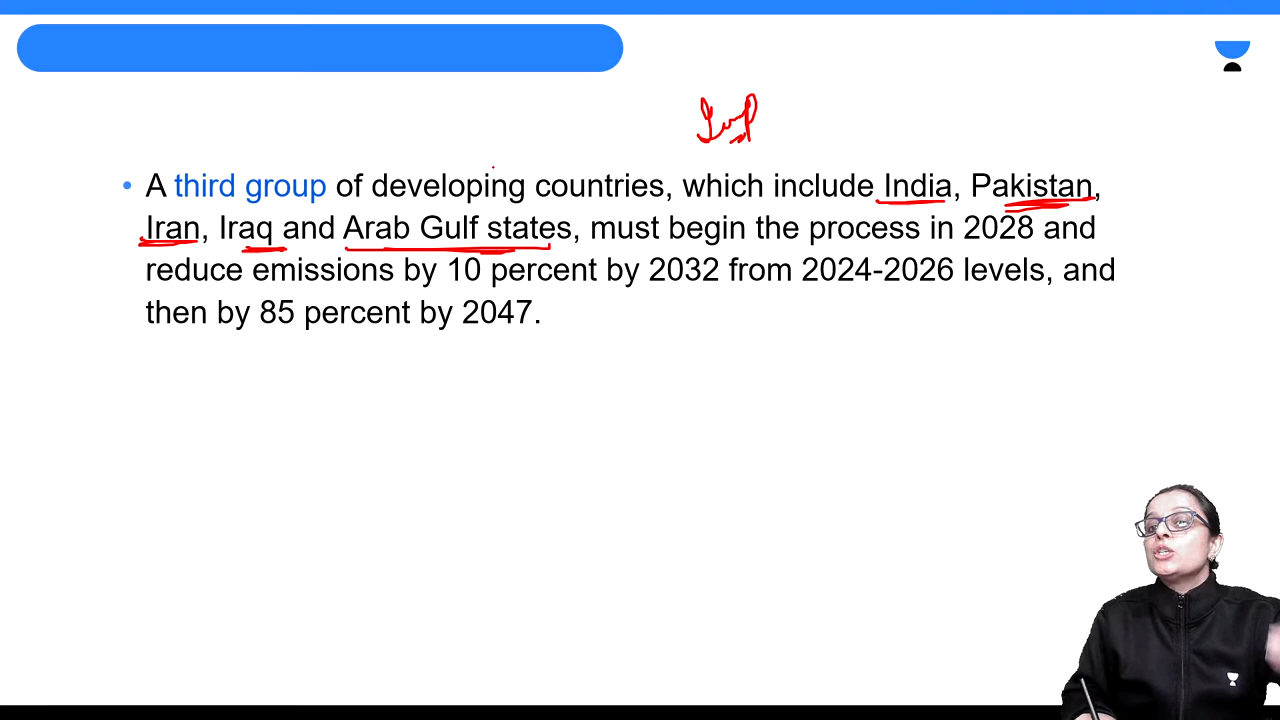 Imp
A third group of developing countries, which include India, Pakistan,
Iran, Iraq and Arab Gulf states, must begin the process in 2028 and
reduce emissions by 10 percent by 2032 from 2024-2026 levels, and
then by 85 percent by 2047.